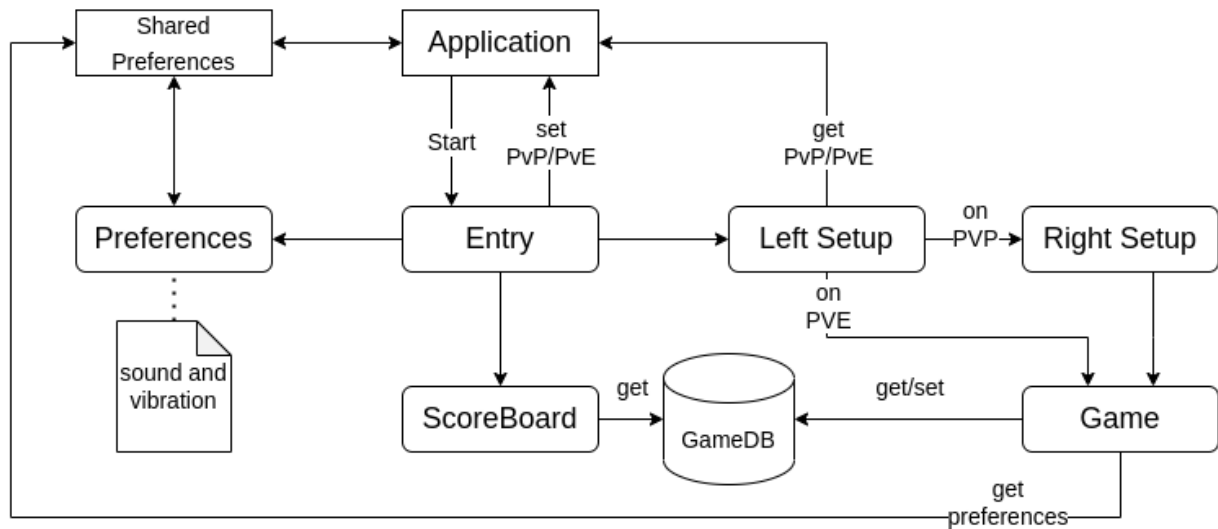 Shared
Preferences
Application
Start
set
PvP/PvE
get
PvP/PvE
Preferences
Entry
Left Setup
on
PVP
Right Setup
on
PVE
sound and
vibration
ScoreBoard
get
GameDB
get/set
Game
get
preferences